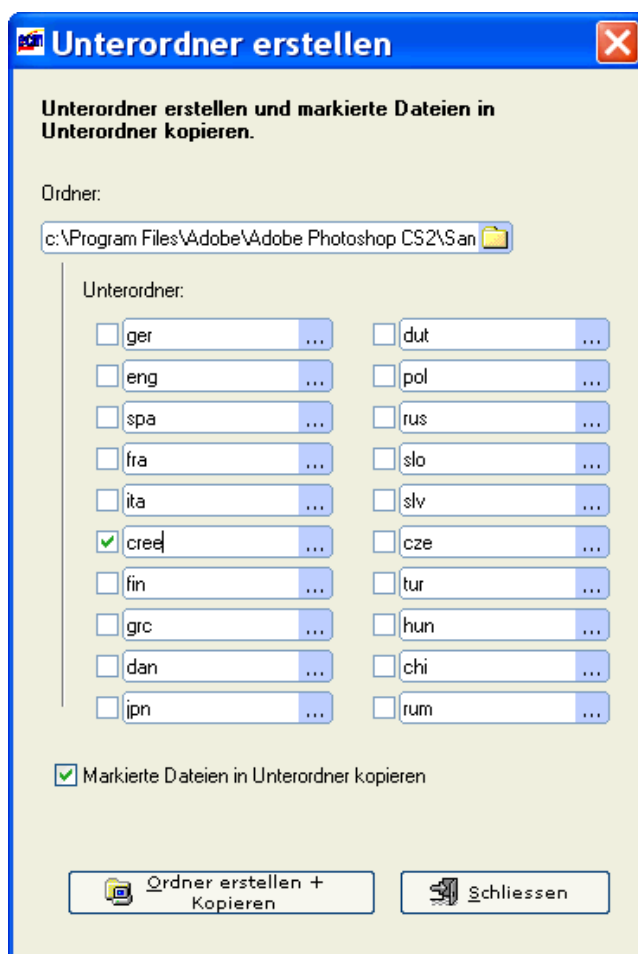 ecim Unterordner erstellen
Unterordner erstellen und markierte Dateien in
Unterordner kopieren.
Ordner:
c:\Program Files\Adobe\Adobe Photoshop CS2\San
Unterordner:
ger ... dut ...
eng ... pol ...
spa ... rus ...
fra ... slo ...
ita ... slv ...
cree ... cze ...
fin ... tur ...
grc ... hun ...
dan ... chi ...
jpn ... rum ...
Markierte Dateien in Unterordner kopieren
Ordner erstellen +
Kopieren
Schliessen